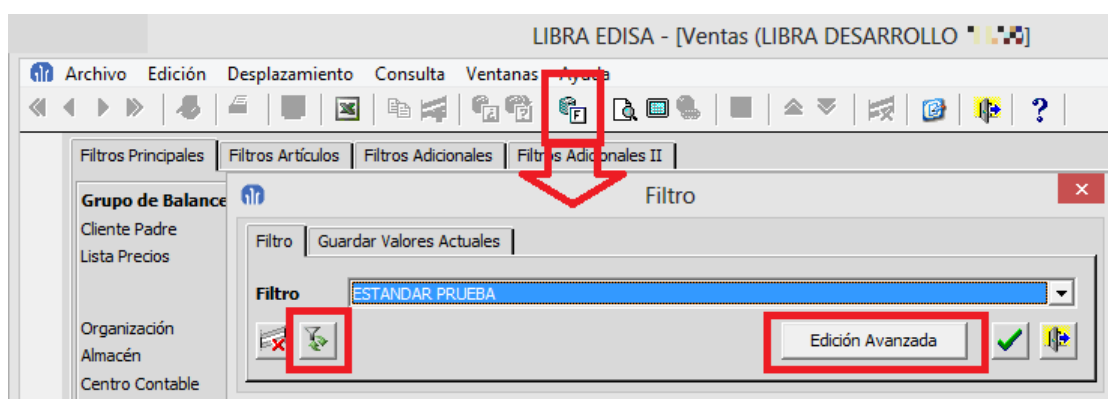 LIBRA EDISA - [Ventas (LIBRA DESARROLLO
Archivo Edición Desplazamiento Consulta Ventanas Ayuda
F
?
Filtros Principales Filtros Artículos Filtros Adicionales Filtros Adicionales II
Grupo de Balance
Filtro
Cliente Padre
Lista Precios
Filtro Guardar Valores Actuales
Filtro ESTANDAR PRUEBA
Organización
Almacén
Edición Avanzada
Centro Contable